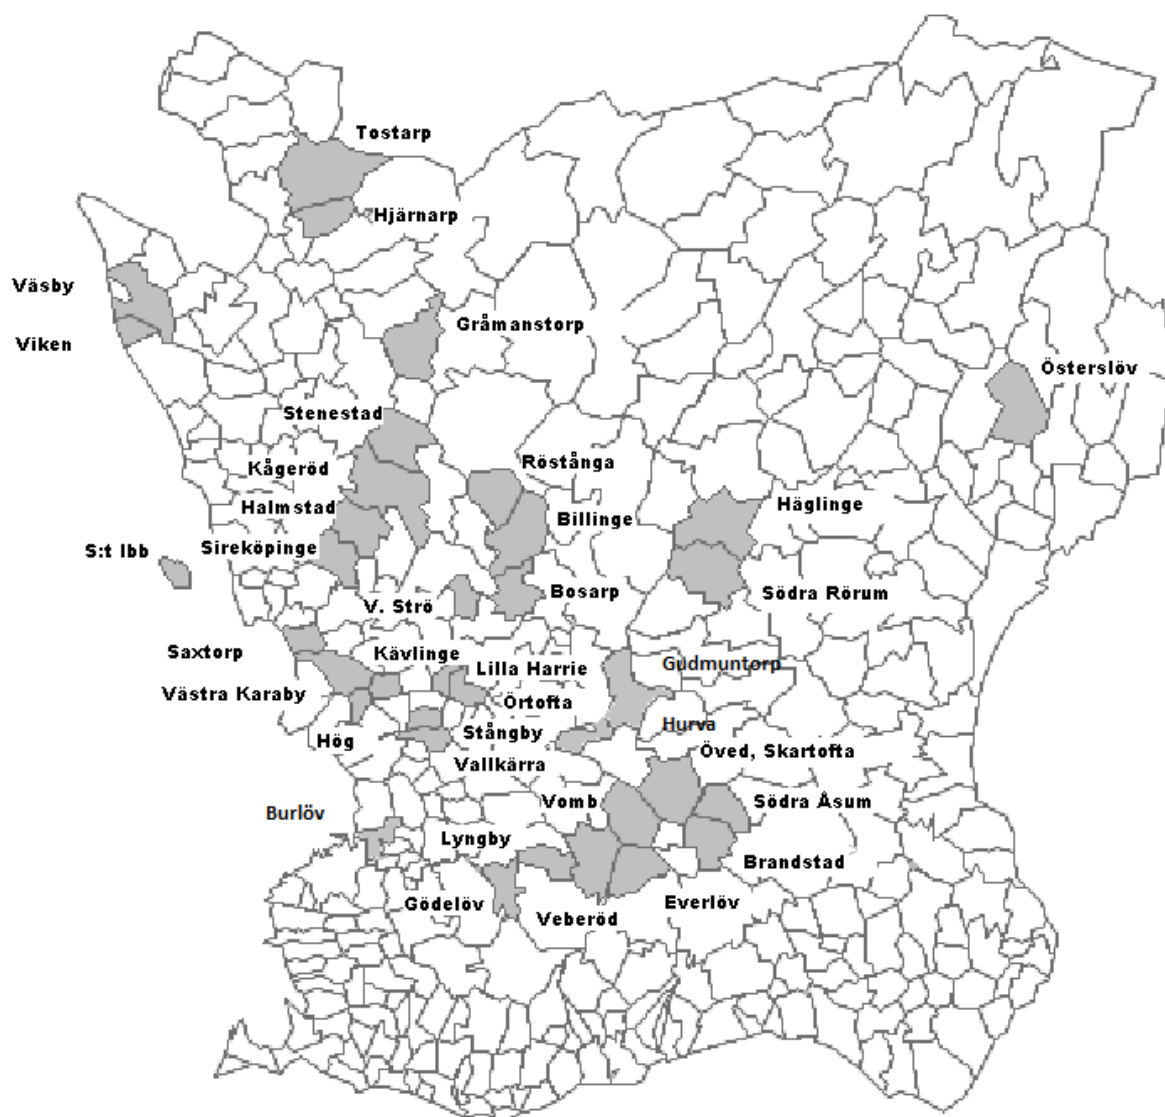 Tostarp
Hjärnarp
Väsby
Gråmanstorp
Viken
Österslöv
Stenestad
Röstånga
Kågeröd
Häglinge
Halmstad
Billinge
Sireköpinge
S:t Ibb
Bosarp
Södra Rörum
V. Strö
Saxtorp
Kävlinge
Lilla Harrie
Gudmuntorp
Västra Karaby
Örtofta
Hurva
Stångby
Hög
Öved, Skartofta
Vallkärra
Vomb
Södra Åsum
Burlöv
Lyngby
Brandstad
Gödelöv
Everlöv
Veberöd